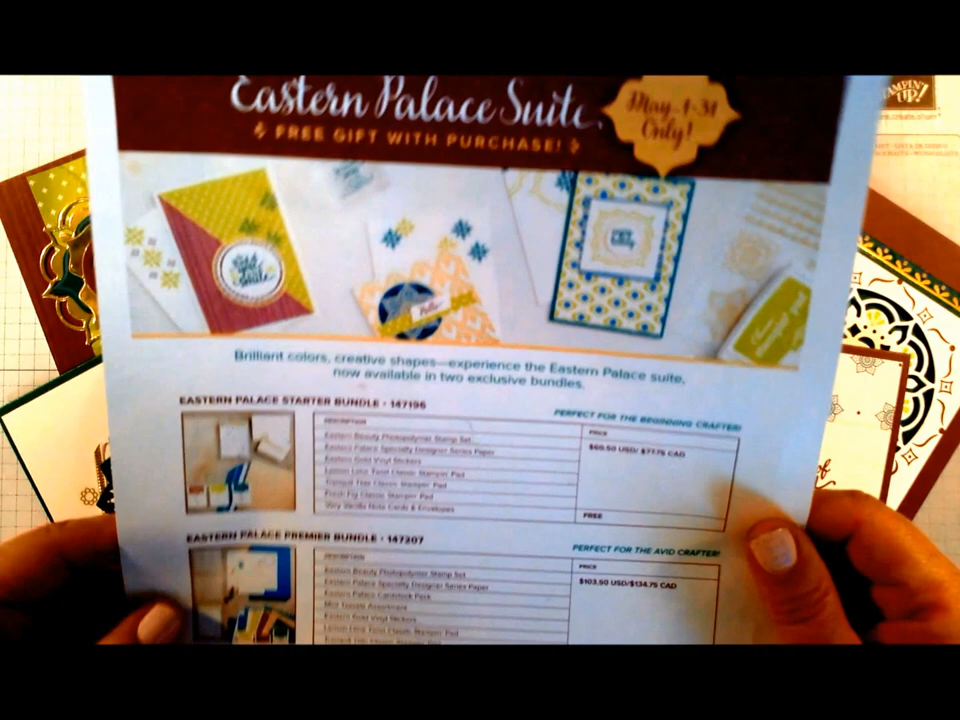 Eastern Palace Suite
FREE GIFT WITH PURCHASE!
May 1-31
Only!
STAMPIN'
UP!
Brilliant colors, creative shapes—experience the Eastern Palace suite,
now available in two exclusive bundles.
EASTERN PALACE STARTER BUNDLE • 147196
PERFECT FOR THE BEGINNING CRAFTER!
DESCRIPTION
PRICE
Eastern Beauty Photopolymer Stamp Set
$60.50 USD/ $77.75 CAD
Eastern Palace Specialty Designer Series Paper
Eastern Gold Vinyl Stickers
Lemon Lime Twist Classic Stampin' Pad
Tranquil Tide Classic Stampin' Pad
Fresh Fig Classic Stampin' Pad
Very Vanilla Note Cards & Envelopes
FREE
EASTERN PALACE PREMIER BUNDLE • 147207
PERFECT FOR THE AVID CRAFTER!
DESCRIPTION
PRICE
Eastern Beauty Photopolymer Stamp Set
$103.50 USD/$134.75 CAD
Eastern Palace Specialty Designer Series Paper
Eastern Palace Cardstock Pack
Mini Tassels Assortment
Eastern Gold Vinyl Stickers
Lemon Lime Twist Classic Stampin' Pad
Tranquil Tide Classic Stampin' Pad